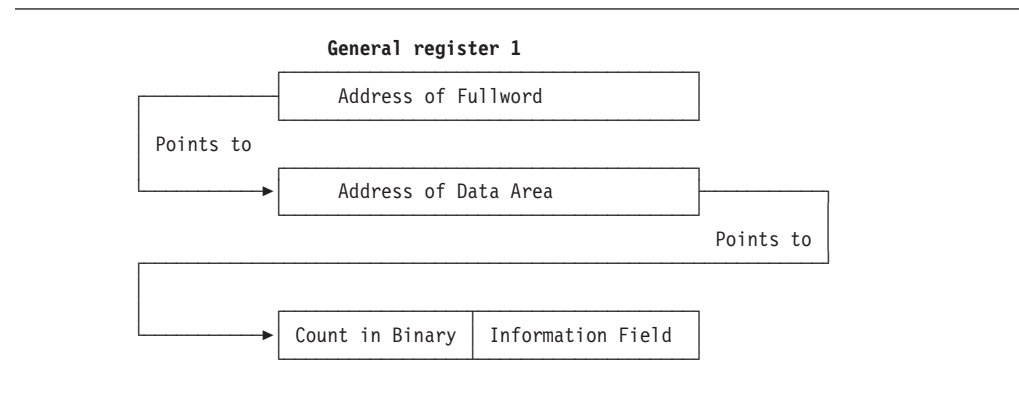 General register 1
Address of Fullword
Points to
Address of Data Area
Points to
Count in Binary Information Field